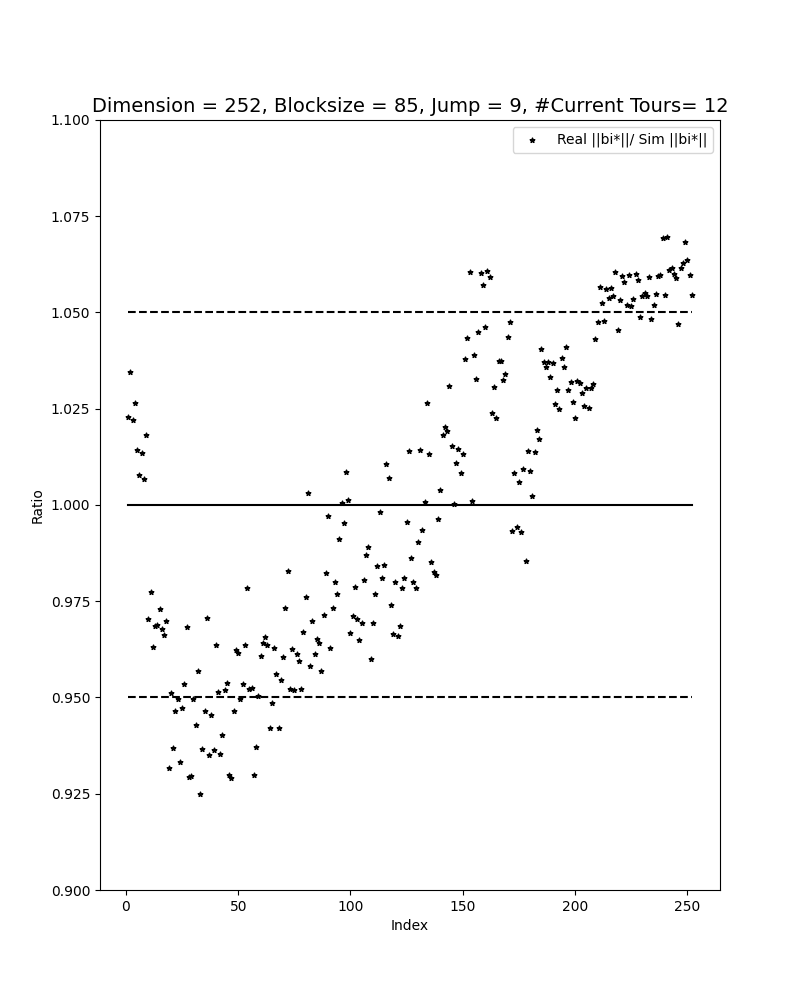 Dimension = 252, Blocksize = 85, Jump = 9, #Current Tours= 12
Real ||bi*||/ Sim ||bi*||
1.100
1.075
1.050
1.025
1.000
0.975
0.950
0.925
0.900
Ratio
0 50 100 150 200 250
Index